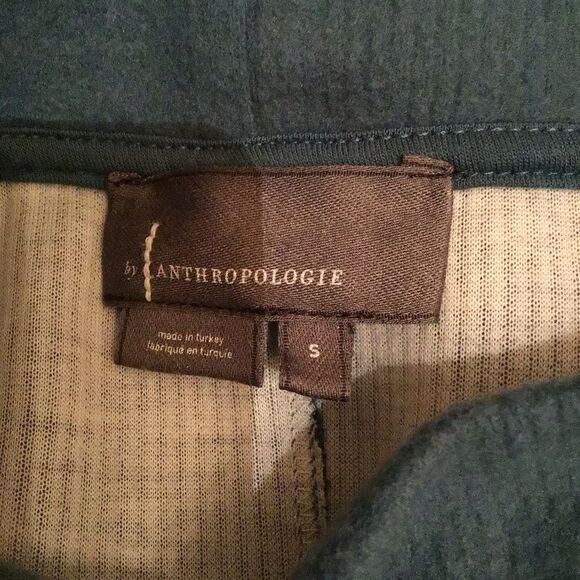 by ANTHROPOLOGIE
made in turkey
fabriqué en turquie
S